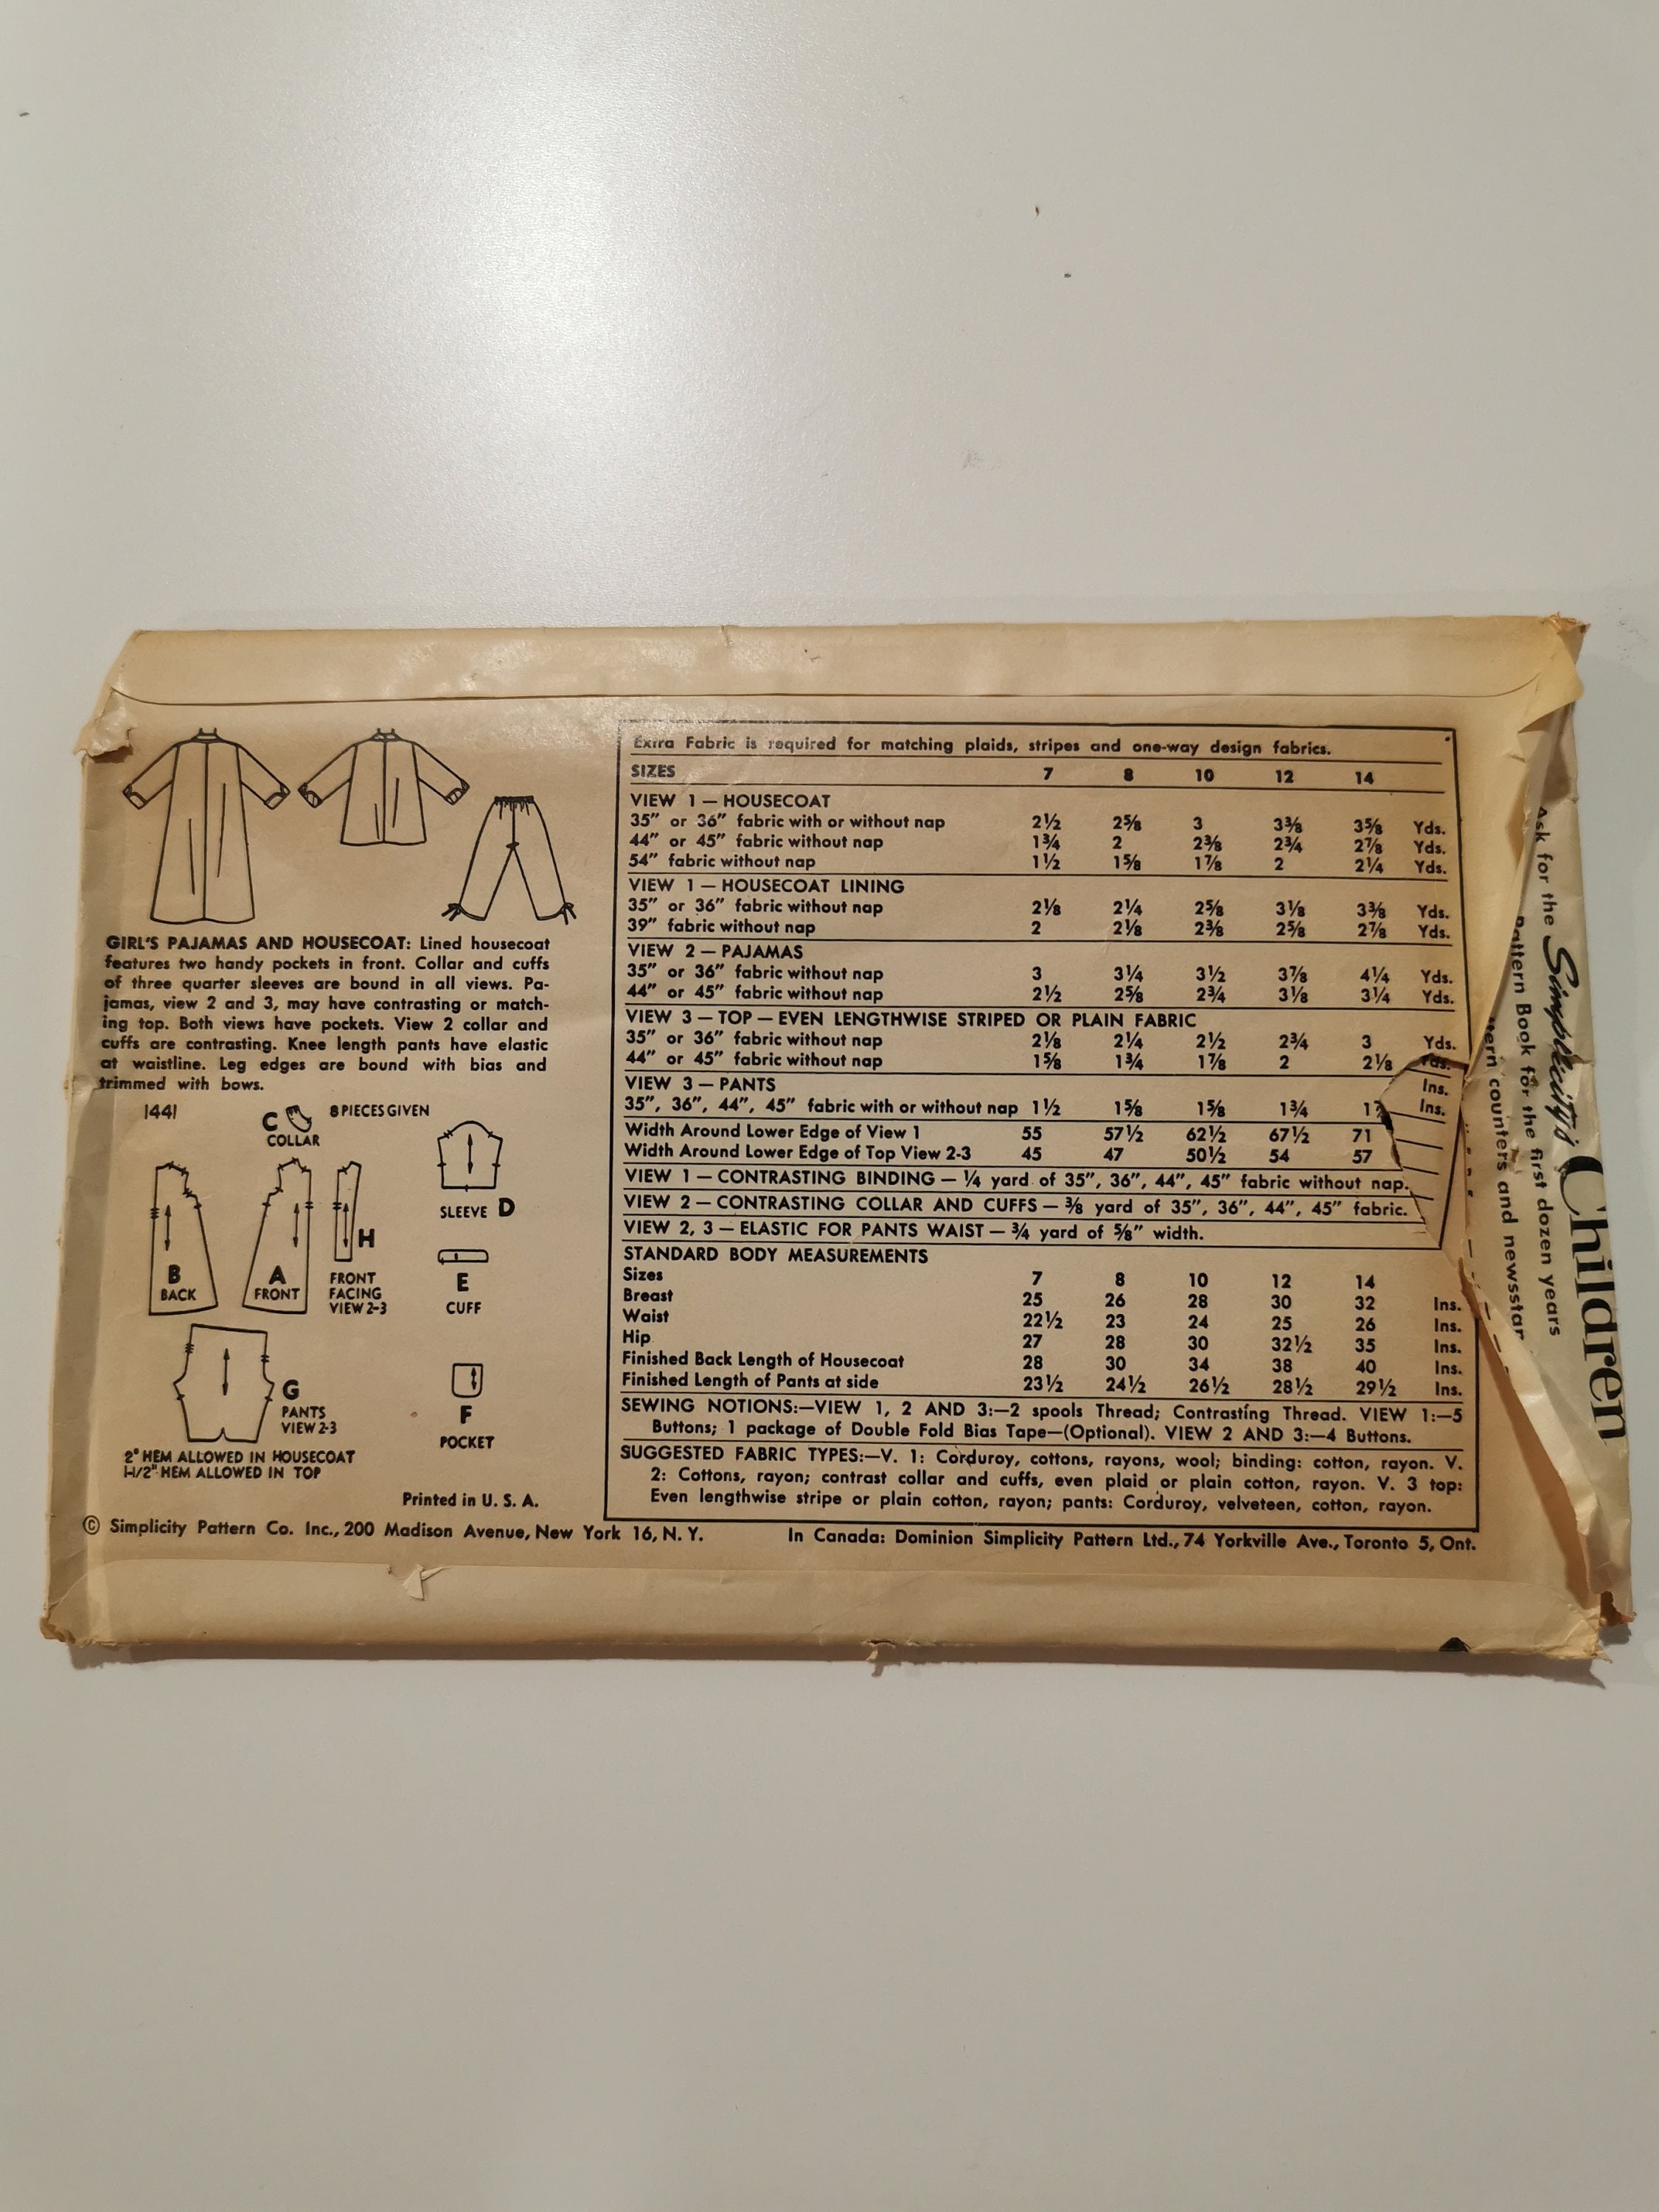 GIRL'S PAJAMAS AND HOUSECOAT: Lined housecoat
features two handy pockets in front. Collar and cuffs
of three quarter sleeves are bound in all views. Pa-
jamas, view 2 and 3, may have contrasting or match-
ing top. Both views have pockets. View 2 collar and
cuffs are contrasting. Knee length pants have elastic
at waistline. Leg edges are bound with bias and
trimmed with bows.
1441
8 PIECES GIVEN
C
COLLAR
SLEEVE D
B
BACK
A
FRONT
H
FRONT
FACING
VIEW 2-3
E
CUFF
G
PANTS
VIEW 2-3
F
POCKET
2" HEM ALLOWED IN HOUSECOAT
1-1/2" HEM ALLOWED IN TOP
Printed in U. S. A.
Extra Fabric is required for matching plaids, stripes and one-way design fabrics.
SIZES 7 8 10 12 14
VIEW 1 — HOUSECOAT
35" or 36" fabric with or without nap 2½ 2⅝ 3 3⅜ 3⅝ Yds.
44" or 45" fabric without nap 1¾ 2 2⅜ 2¾ 2⅞ Yds.
54" fabric without nap 1½ 1⅝ 1⅞ 2 2¼ Yds.
VIEW 1 — HOUSECOAT LINING
35" or 36" fabric without nap 2⅛ 2¼ 2⅝ 3⅛ 3⅜ Yds.
39" fabric without nap 2 2⅛ 2⅜ 2⅝ 2⅞ Yds.
VIEW 2 — PAJAMAS
35" or 36" fabric without nap 3 3¼ 3½ 3⅞ 4¼ Yds.
44" or 45" fabric without nap 2½ 2⅝ 2¾ 3⅛ 3¼ Yds.
VIEW 3 — TOP — EVEN LENGTHWISE STRIPED OR PLAIN FABRIC
35" or 36" fabric without nap 2⅛ 2¼ 2½ 2¾ 3 Yds.
44" or 45" fabric without nap 1⅝ 1¾ 1⅞ 2 2⅛ Yds.
VIEW 3 — PANTS
35", 36", 44", 45" fabric with or without nap 1½ 1⅝ 1⅝ 1¾
Width Around Lower Edge of View 1 55 57½ 62½ 67½ 71 Ins.
Width Around Lower Edge of Top View 2-3 45 47 50½ 54 57 Ins.
VIEW 1 — CONTRASTING BINDING — ¼ yard of 35", 36", 44", 45" fabric without nap.
VIEW 2 — CONTRASTING COLLAR AND CUFFS — ⅜ yard of 35", 36", 44", 45" fabric.
VIEW 2, 3 — ELASTIC FOR PANTS WAIST — ¾ yard of ⅝" width.
STANDARD BODY MEASUREMENTS
Sizes 7 8 10 12 14
Breast 25 26 28 30 32 Ins.
Waist 22½ 23 24 25 26 Ins.
Hip 27 28 30 32½ 35 Ins.
Finished Back Length of Housecoat 28 30 34 38 40 Ins.
Finished Length of Pants at side 23½ 24½ 26½ 28½ 29½ Ins.
SEWING NOTIONS:—VIEW 1, 2 AND 3:—2 spools Thread; Contrasting Thread. VIEW 1:—5
Buttons; 1 package of Double Fold Bias Tape—(Optional). VIEW 2 AND 3:—4 Buttons.
SUGGESTED FABRIC TYPES:—V. 1: Corduroy, cottons, rayons, wool; binding: cotton, rayon. V.
2: Cottons, rayon; contrast collar and cuffs, even plaid or plain cotton, rayon. V. 3 top:
Even lengthwise stripe or plain cotton, rayon; pants: Corduroy, velveteen, cotton, rayon.
© Simplicity Pattern Co. Inc., 200 Madison Avenue, New York 16, N. Y.
In Canada: Dominion Simplicity Pattern Ltd., 74 Yorkville Ave., Toronto 5, Ont.
Ask for the Simplicity's Children
Pattern Book for the first dozen years
counters and